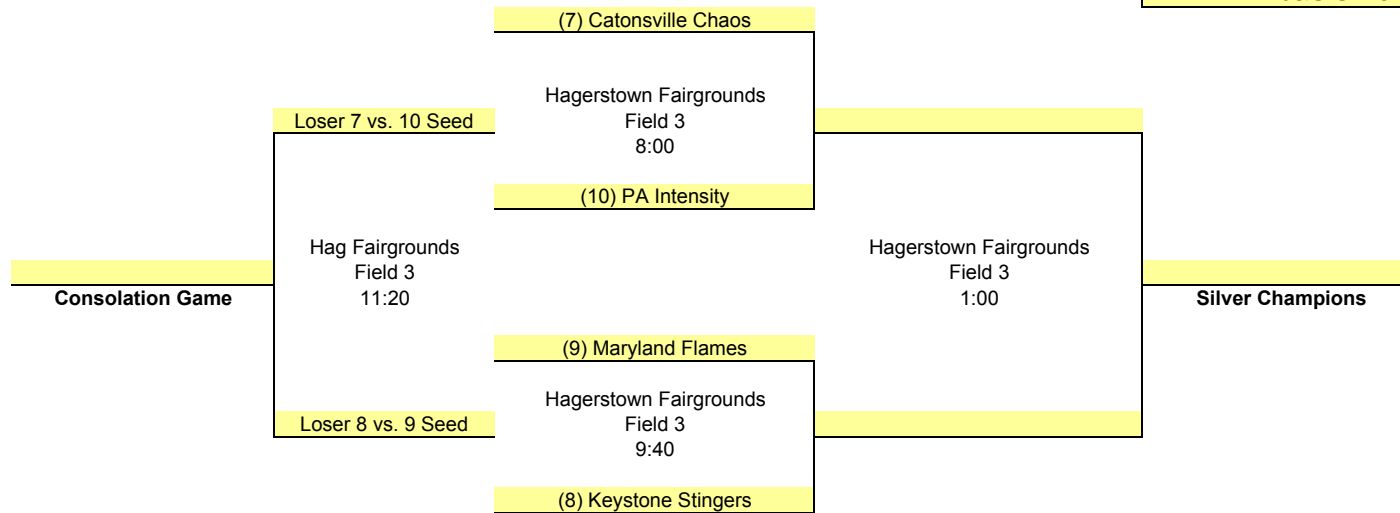 (7) Catonsville Chaos
Hagerstown Fairgrounds
Loser 7 vs. 10 Seed
Field 3
8:00
(10) PA Intensity
Hag Fairgrounds
Hagerstown Fairgrounds
Field 3
Field 3
Consolation Game
11:20
1:00
Silver Champions
(9) Maryland Flames
Hagerstown Fairgrounds
Loser 8 vs. 9 Seed
Field 3
9:40
(8) Keystone Stingers